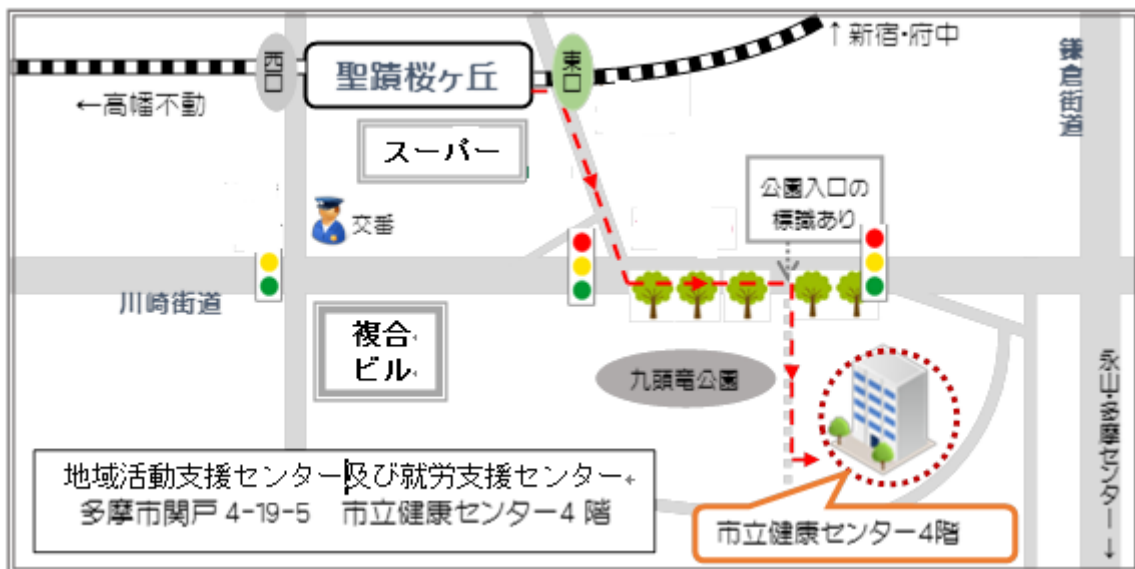 ↑新宿・府中
鎌倉街道
西口
聖蹟桜ヶ丘
東口
←高幡不動
スーパー
公園入口の
標識あり
交番
川崎街道
複合
ビル
九頭竜公園
永山・多摩センター→
地域活動支援センター及び就労支援センター
多摩市関戸 4-19-5 市立健康センター4 階
市立健康センター4階